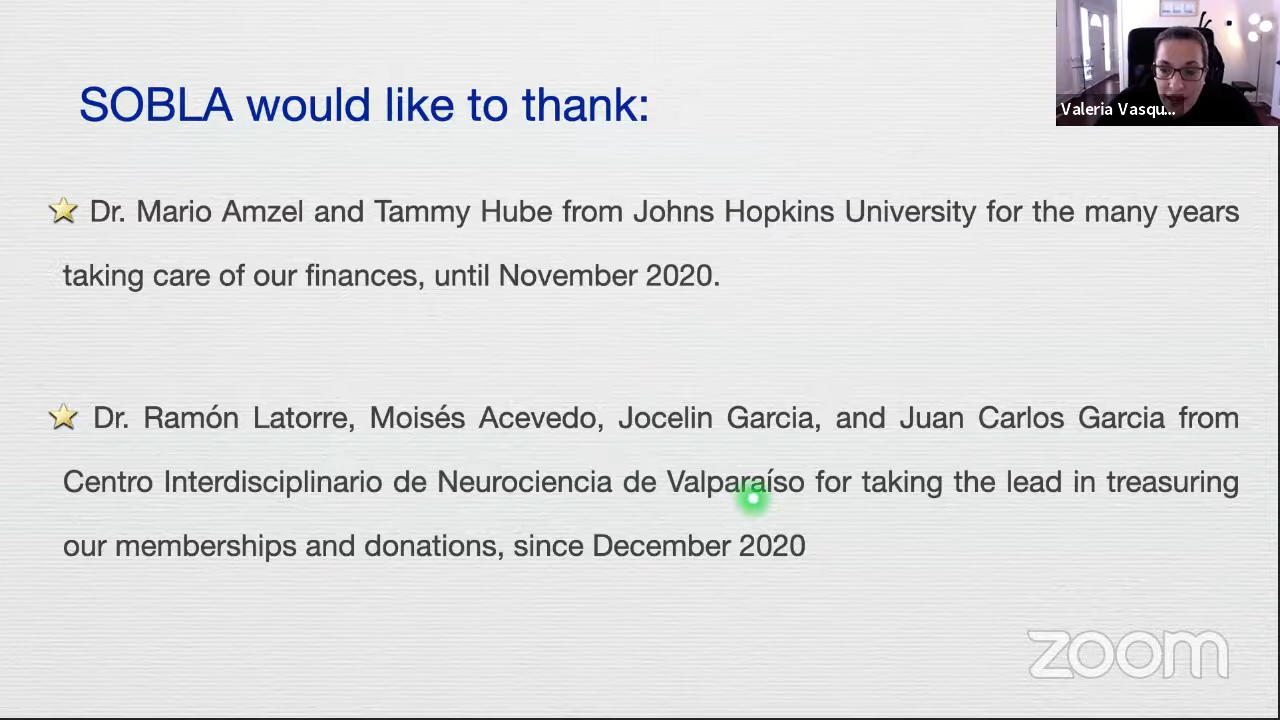 SOBLA would like to thank:
Valeria Vasqu...
Dr. Mario Amzel and Tammy Hube from Johns Hopkins University for the many years
taking care of our finances, until November 2020.
Dr. Ramón Latorre, Moisés Acevedo, Jocelin Garcia, and Juan Carlos Garcia from
Centro Interdisciplinario de Neurociencia de Valparaíso for taking the lead in treasuring
our memberships and donations, since December 2020
zoom